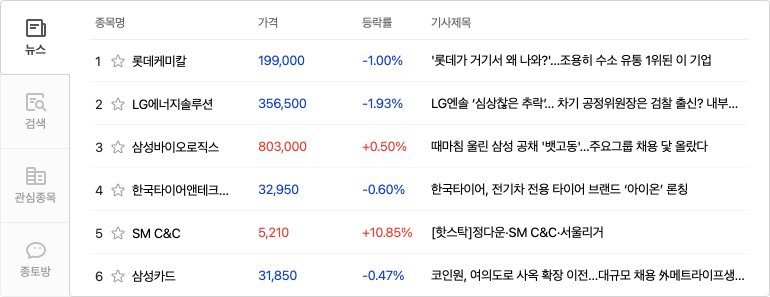 뉴스
검색
관심종목
종토방
종목명 가격 등락률 기사제목
1 롯데케미칼 199,000 -1.00% '롯데가 거기서 왜 나와?'...조용히 수소 유통 1위된 이 기업
2 LG에너지솔루션 356,500 -1.93% LG엔솔 ‘심상찮은 추락’... 차기 공정위원장은 검찰 출신? 내부...
3 삼성바이오로직스 803,000 +0.50% 때마침 울린 삼성 공채 '뱃고동'...주요그룹 채용 닻 올랐다
4 한국타이어앤테크... 32,950 -0.60% 한국타이어, 전기차 전용 타이어 브랜드 ‘아이온’ 론칭
5 SM C&C 5,210 +10.85% [핫스탁]정다운·SM C&C·서울리거
6 삼성카드 31,850 -0.47% 코인원, 여의도로 사옥 확장 이전...대규모 채용 外메트라이프생...